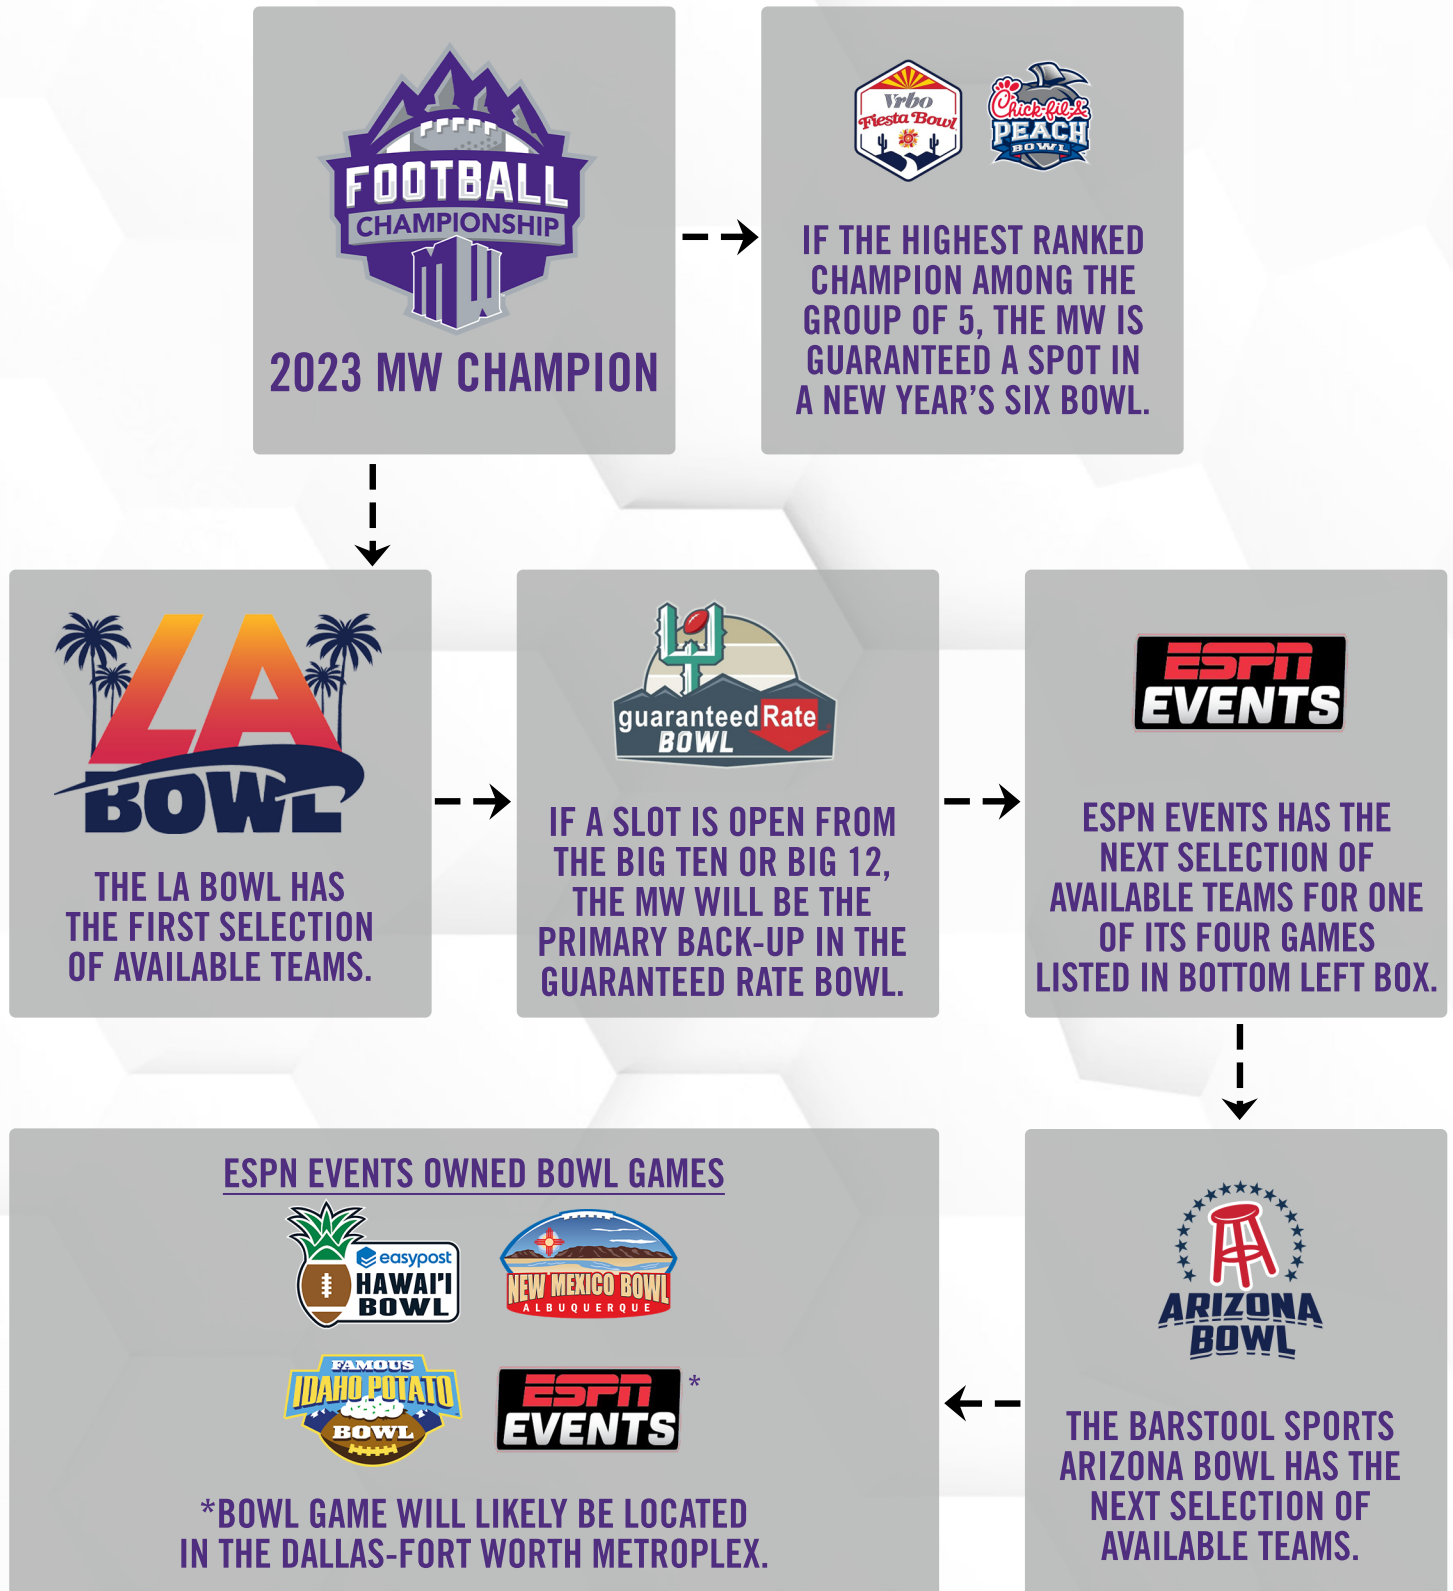 FOOTBALL
CHAMPIONSHIP
MW
2023 MW CHAMPION
Vrbo
Fiesta Bowl
Chick-fil-A
PEACH
BOWL
IF THE HIGHEST RANKED
CHAMPION AMONG THE
GROUP OF 5, THE MW IS
GUARANTEED A SPOT IN
A NEW YEAR’S SIX BOWL.
LA
BOWL
THE LA BOWL HAS
THE FIRST SELECTION
OF AVAILABLE TEAMS.
guaranteed Rate
BOWL
IF A SLOT IS OPEN FROM
THE BIG TEN OR BIG 12,
THE MW WILL BE THE
PRIMARY BACK-UP IN THE
GUARANTEED RATE BOWL.
ESPN
EVENTS
ESPN EVENTS HAS THE
NEXT SELECTION OF
AVAILABLE TEAMS FOR ONE
OF ITS FOUR GAMES
LISTED IN BOTTOM LEFT BOX.
ESPN EVENTS OWNED BOWL GAMES
easypost
HAWAI'I
BOWL
NEW MEXICO BOWL
ALBUQUERQUE
FAMOUS
IDAHO POTATO
BOWL
ESPN
EVENTS
*
*BOWL GAME WILL LIKELY BE LOCATED
IN THE DALLAS-FORT WORTH METROPLEX.
ARIZONA
BOWL
THE BARSTOOL SPORTS
ARIZONA BOWL HAS THE
NEXT SELECTION OF
AVAILABLE TEAMS.